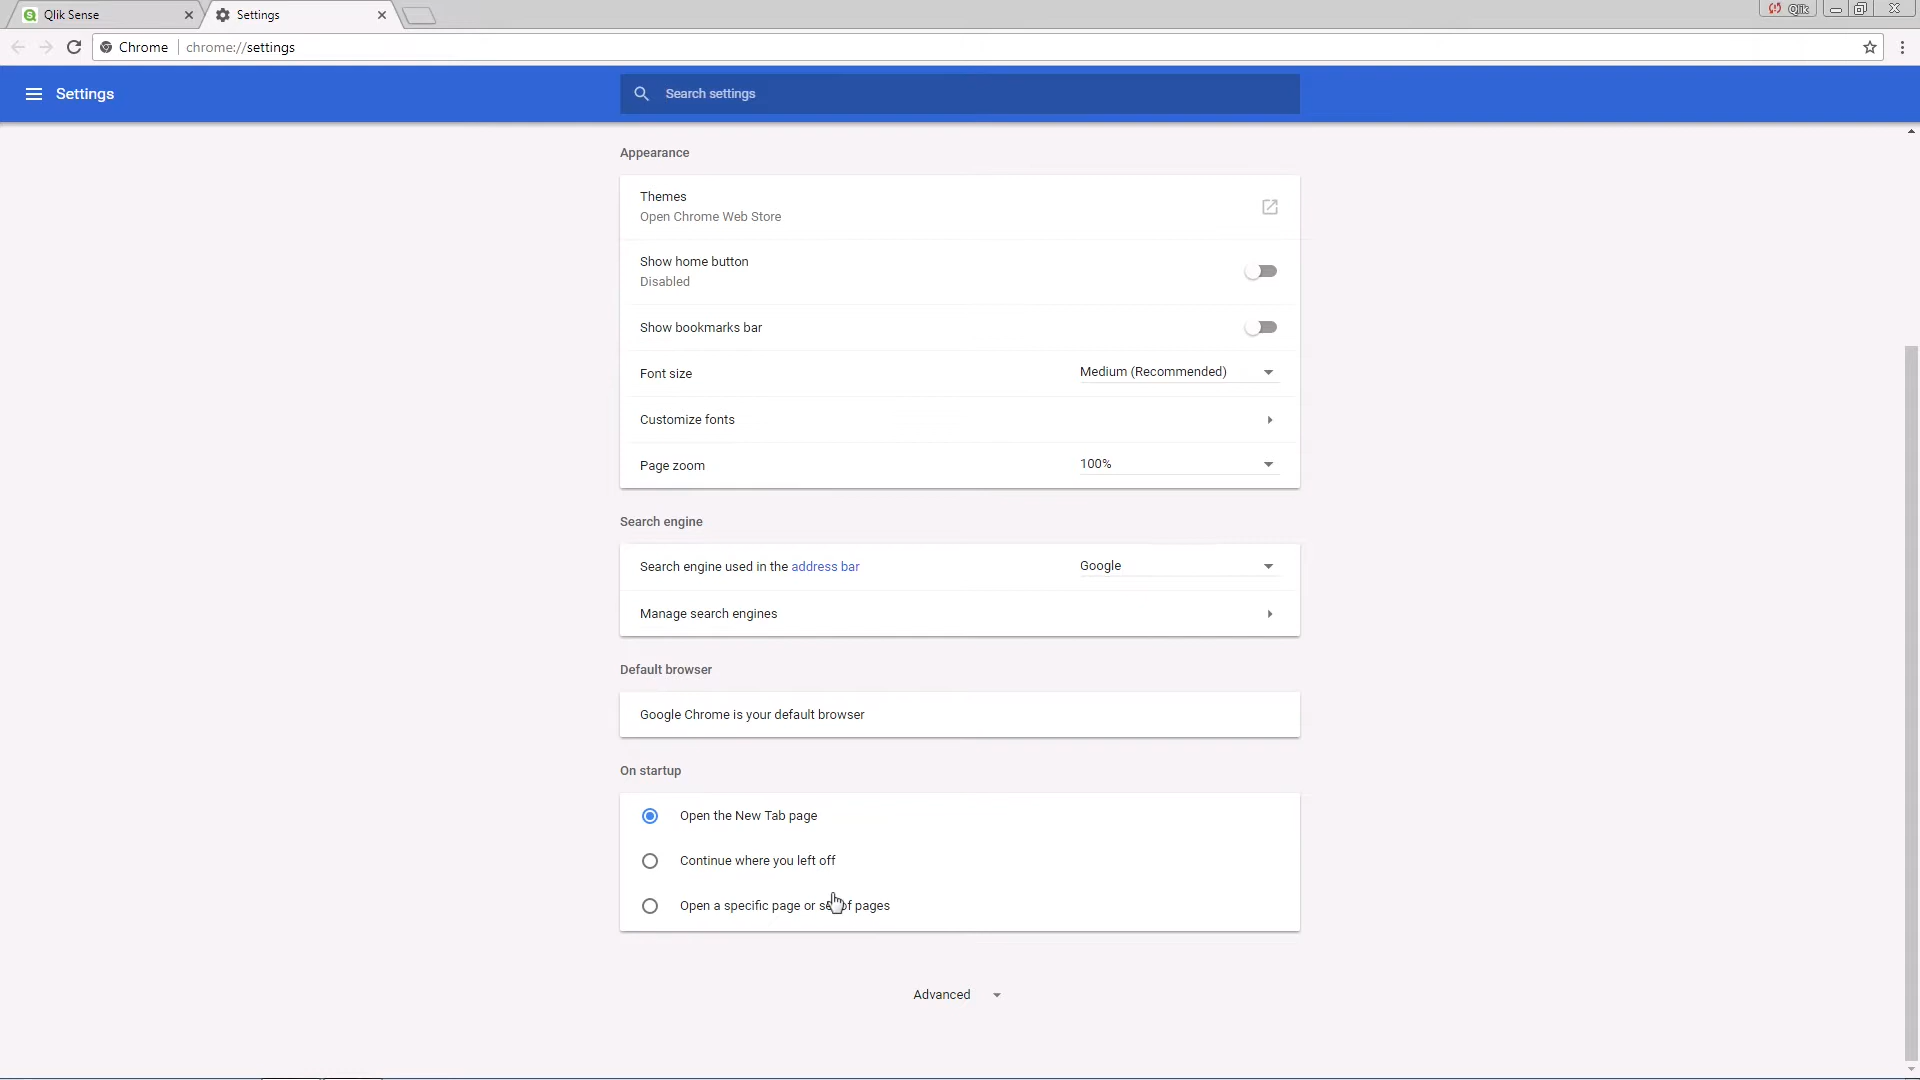 Qlik Sense
Settings
Qlik
Chrome
chrome://settings
Settings
Search settings
Appearance
Themes
Open Chrome Web Store
Show home button
Disabled
Show bookmarks bar
Font size
Medium (Recommended)
Customize fonts
Page zoom
100%
Search engine
Search engine used in the address bar
Google
Manage search engines
Default browser
Google Chrome is your default browser
On startup
Open the New Tab page
Continue where you left off
Open a specific page or set of pages
Advanced